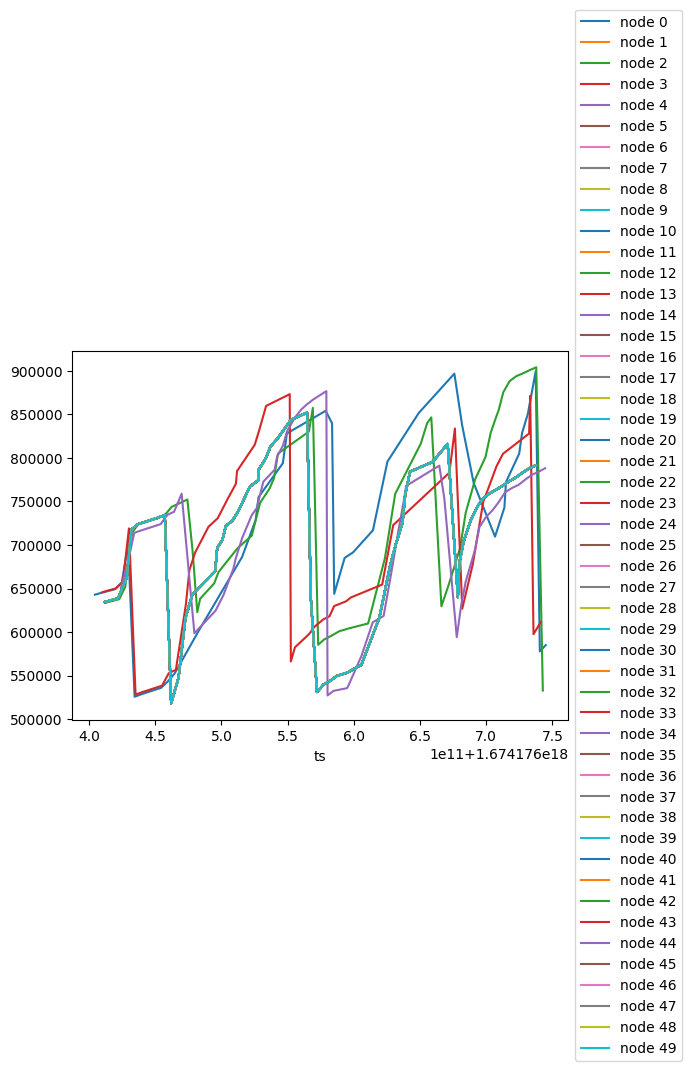 900000
850000
800000
750000
700000
650000
600000
550000
500000
4.0 4.5 5.0 5.5 6.0 6.5 7.0 7.5
1e11+1.674176e18
ts
node 0
node 1
node 2
node 3
node 4
node 5
node 6
node 7
node 8
node 9
node 10
node 11
node 12
node 13
node 14
node 15
node 16
node 17
node 18
node 19
node 20
node 21
node 22
node 23
node 24
node 25
node 26
node 27
node 28
node 29
node 30
node 31
node 32
node 33
node 34
node 35
node 36
node 37
node 38
node 39
node 40
node 41
node 42
node 43
node 44
node 45
node 46
node 47
node 48
node 49